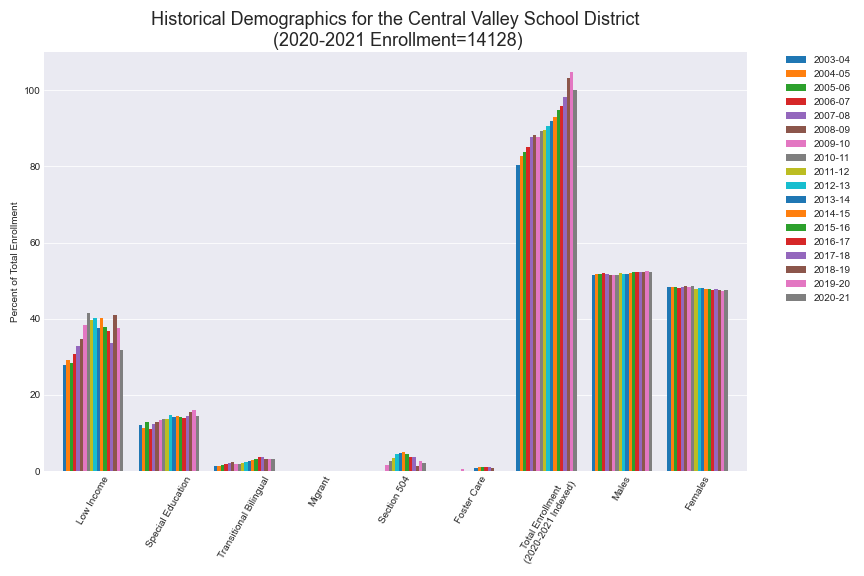 Historical Demographics for the Central Valley School District
(2020-2021 Enrollment=14128)
Percent of Total Enrollment
100
80
60
40
20
0
Low Income
Special Education
Transitional Bilingual
Migrant
Section 504
Foster Care
Total Enrollment
(2020-2021 Indexed)
Males
Females
2003-04
2004-05
2005-06
2006-07
2007-08
2008-09
2009-10
2010-11
2011-12
2012-13
2013-14
2014-15
2015-16
2016-17
2017-18
2018-19
2019-20
2020-21